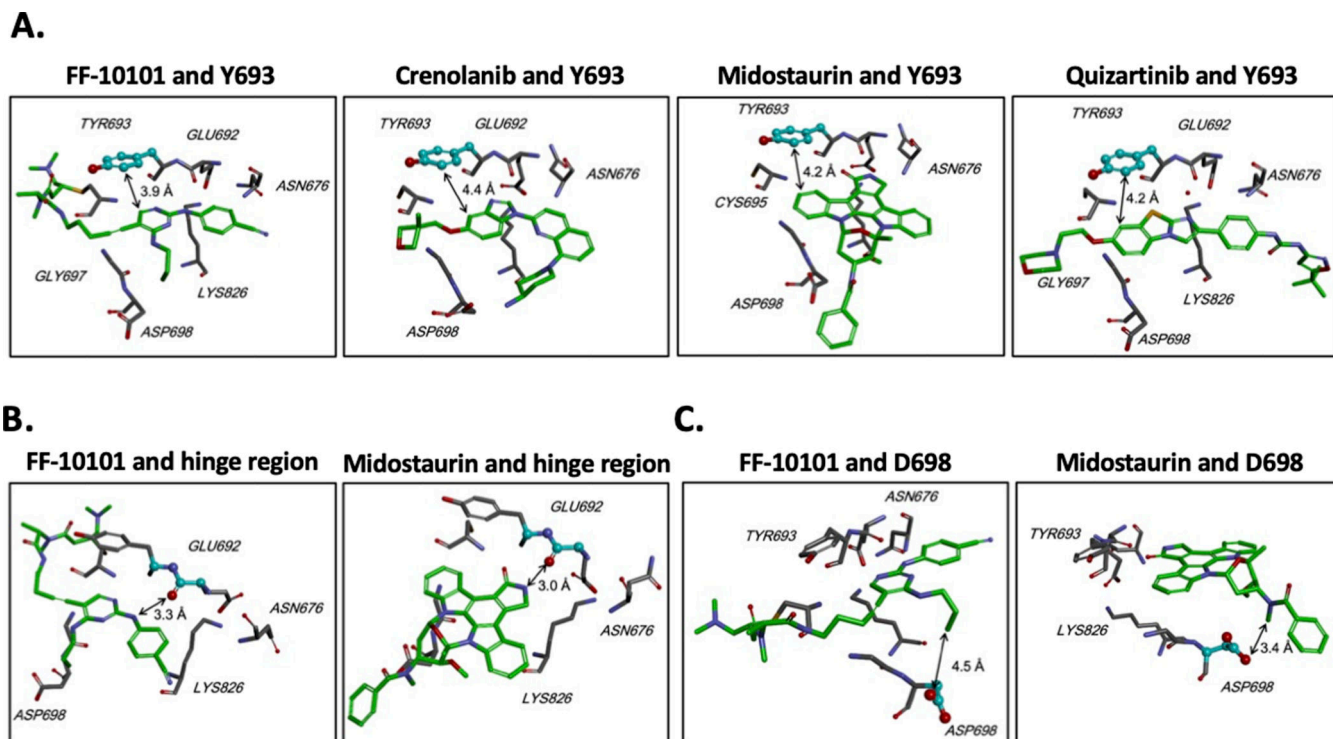 A.
FF-10101 and Y693
Crenolanib and Y693
Midostaurin and Y693
Quizartinib and Y693
TYR693
GLU692
ASN676
3.9 Å
GLY697
LYS826
ASP698
TYR693
GLU692
ASN676
4.4 Å
ASP698
TYR693
GLU692
ASN676
4.2 Å
CYS695
ASP698
TYR693
GLU692
ASN676
4.2 Å
GLY697
LYS826
ASP698
B.
FF-10101 and hinge region
Midostaurin and hinge region
GLU692
3.3 Å
ASN676
LYS826
ASP698
GLU692
3.0 Å
ASN676
LYS826
C.
FF-10101 and D698
Midostaurin and D698
ASN676
TYR693
4.5 Å
ASP698
TYR693
LYS826
3.4 Å
ASP698